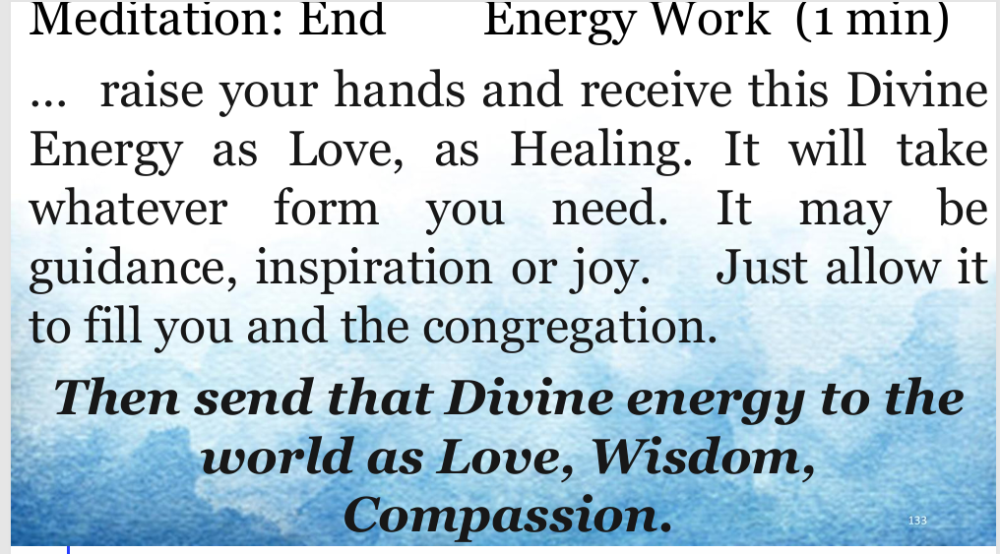 Meditation: End Energy Work (1 min)
... raise your hands and receive this Divine
Energy as Love, as Healing. It will take
whatever form you need. It may be
guidance, inspiration or joy. Just allow it
to fill you and the congregation.
Then send that Divine energy to the
world as Love, Wisdom,
Compassion.
133